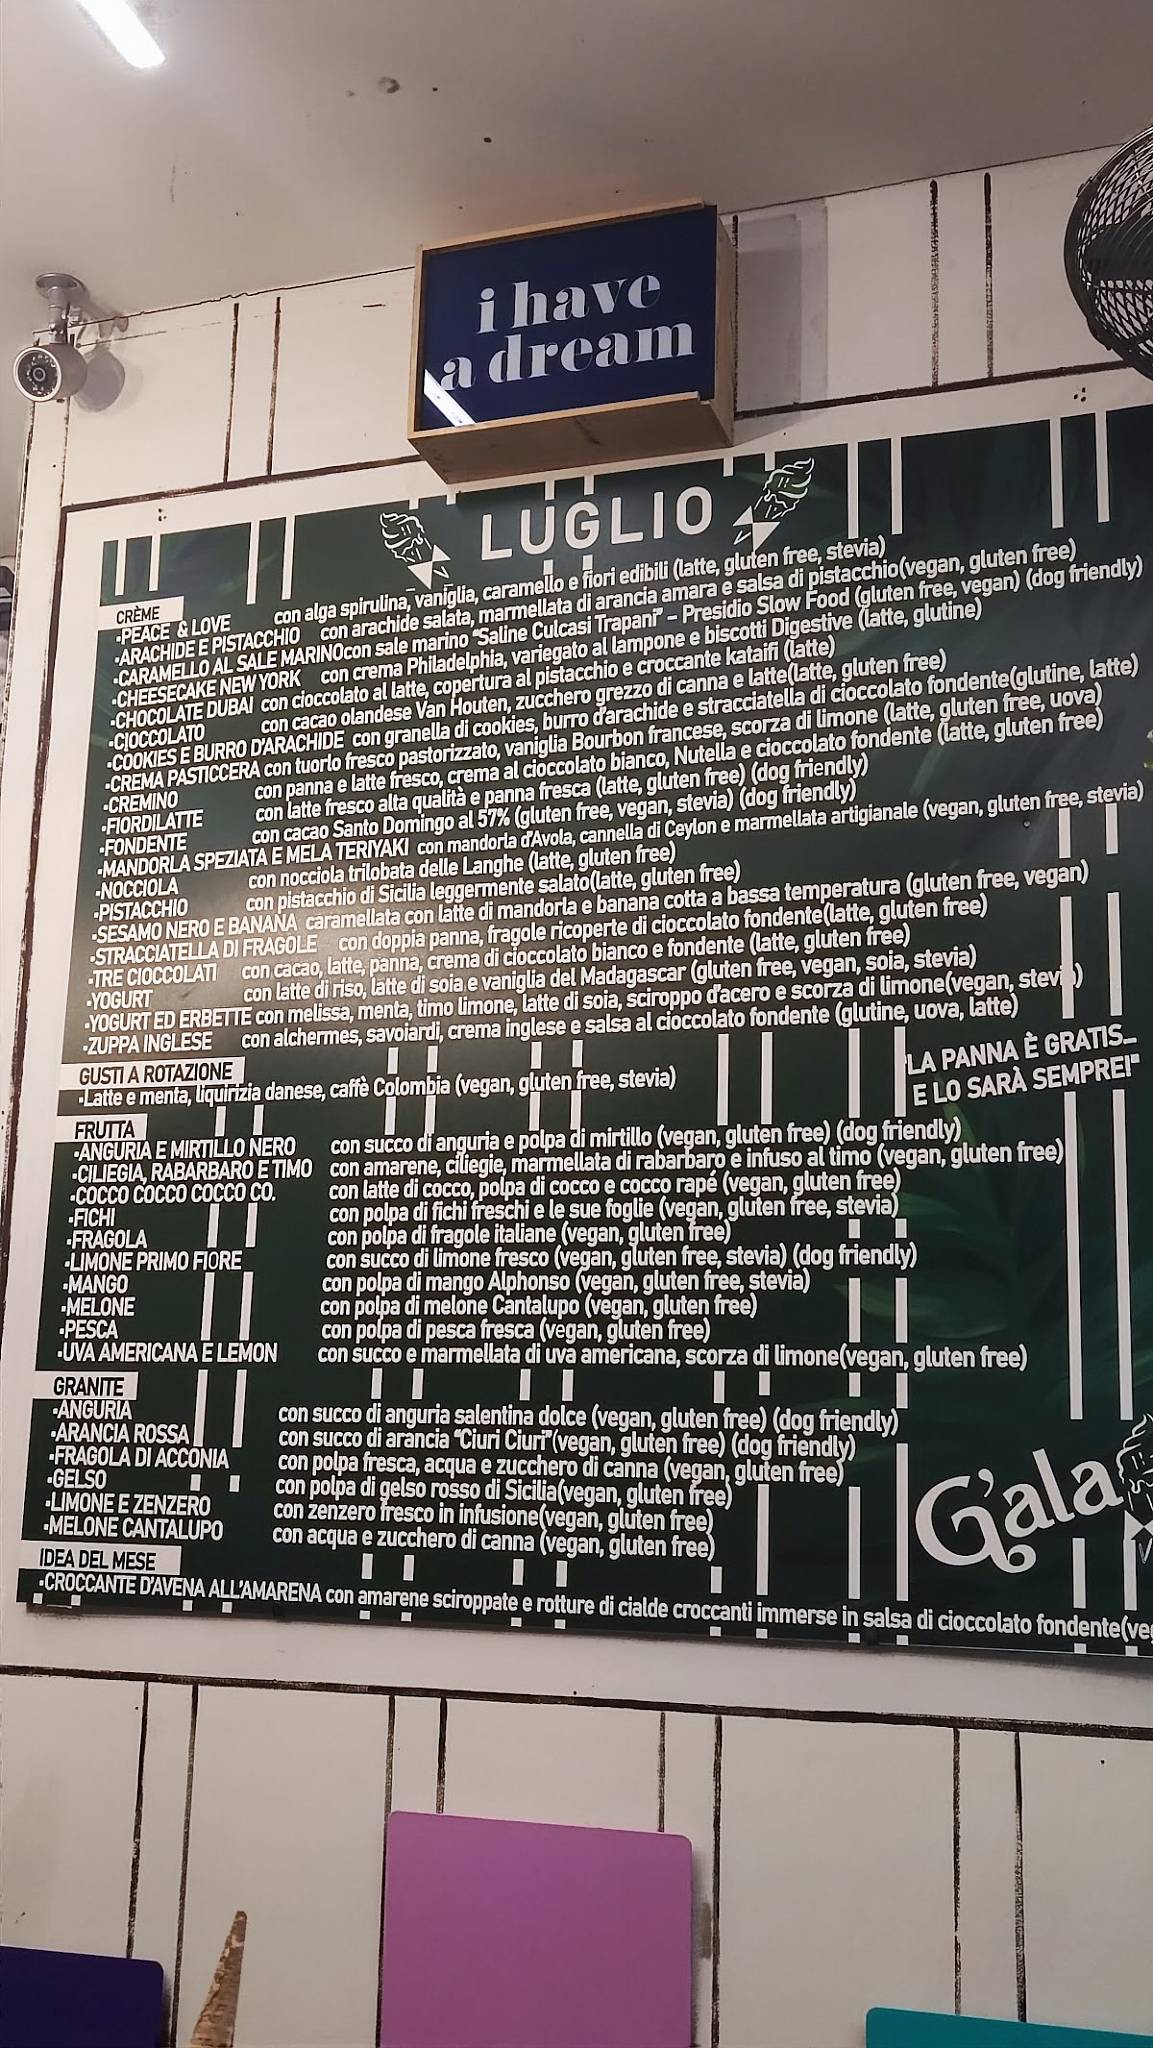 i have
a dream
LUGLIO
CRÈME
-PEACE & LOVE con alga spirulina, vaniglia, caramello e fiori edibili (latte, gluten free, stevia)
-ARACHIDE E PISTACCHIO con arachide salata, marmellata di arancia amara e salsa di pistacchio(vegan, gluten free)
-CARAMELLO AL SALE MARINOcon sale marino "Saline Culcasi Trapani" - Presidio Slow Food (gluten free, vegan) (dog friendly)
-CHEESECAKE NEW YORK con crema Philadelphia, variegato al lampone e biscotti Digestive (latte, glutine)
-CHOCOLATE DUBAI con cioccolato al latte, copertura al pistacchio e croccante kataifi (latte)
-CIOCCOLATO con cacao olandese Van Houten, zucchero grezzo di canna e latte(latte, gluten free)
-COOKIES E BURRO D'ARACHIDE con granella di cookies, burro d'arachide e stracciatella di cioccolato fondente(glutine, latte)
-CREMA PASTICCERA con tuorlo fresco pastorizzato, vaniglia Bourbon francese, scorza di limone (latte, gluten free, uova)
-CREMINO con panna e latte fresco, crema al cioccolato bianco, Nutella e cioccolato fondente (latte, gluten free)
-FIORDILATTE con latte fresco alta qualità e panna fresca (latte, gluten free) (dog friendly)
-FONDENTE con cacao Santo Domingo al 57% (gluten free, vegan, stevia) (dog friendly)
-MANDORLA SPEZIATA E MELA TERIYAKI con mandorla d'Avola, cannella di Ceylon e marmellata artigianale (vegan, gluten free, stevia)
-NOCCIOLA con nocciola trilobata delle Langhe (latte, gluten free)
-PISTACCHIO con pistacchio di Sicilia leggermente salato(latte, gluten free)
-SESAMO NERO E BANANA caramellata con latte di mandorla e banana cotta a bassa temperatura (gluten free, vegan)
-STRACCIATELLA DI FRAGOLE con doppia panna, fragole ricoperte di cioccolato fondente(latte, gluten free)
-TRE CIOCCOLATI con cacao, latte, panna, crema di cioccolato bianco e fondente (latte, gluten free)
-YOGURT con latte di riso, latte di soia e vaniglia del Madagascar (gluten free, vegan, soia, stevia)
-YOGURT ED ERBETTE con melissa, menta, timo limone, latte di soia, sciroppo d'acero e scorza di limone(vegan, stevia)
-ZUPPA INGLESE con alchermes, savoiardi, crema inglese e salsa al cioccolato fondente (glutine, uova, latte)
GUSTI A ROTAZIONE
-Latte e menta, liquirizia danese, caffè Colombia (vegan, gluten free, stevia)
"LA PANNA È GRATIS...
E LO SARÀ SEMPRE!"
FRUTTA
-ANGURIA E MIRTILLO NERO con succo di anguria e polpa di mirtillo (vegan, gluten free) (dog friendly)
-CILIEGIA, RABARBARO E TIMO con amarene, ciliegie, marmellata di rabarbaro e infuso al timo (vegan, gluten free)
-COCCO COCCO COCCO CO. con latte di cocco, polpa di cocco e cocco rapé (vegan, gluten free)
-FICHI con polpa di fichi freschi e le sue foglie (vegan, gluten free, stevia)
-FRAGOLA con polpa di fragole italiane (vegan, gluten free)
-LIMONE PRIMO FIORE con succo di limone fresco (vegan, gluten free, stevia) (dog friendly)
-MANGO con polpa di mango Alphonso (vegan, gluten free, stevia)
-MELONE con polpa di melone Cantalupo (vegan, gluten free)
-PESCA con polpa di pesca fresca (vegan, gluten free)
-UVA AMERICANA E LEMON con succo e marmellata di uva americana, scorza di limone(vegan, gluten free)
GRANITE
-ANGURIA con succo di anguria salentina dolce (vegan, gluten free) (dog friendly)
-ARANCIA ROSSA con succo di arancia "Ciuri Ciuri"(vegan, gluten free) (dog friendly)
-FRAGOLA DI ACCONIA con polpa fresca, acqua e zucchero di canna (vegan, gluten free)
-GELSO con polpa di gelso rosso di Sicilia(vegan, gluten free)
-LIMONE E ZENZERO con zenzero fresco in infusione(vegan, gluten free)
-MELONE CANTALUPO con acqua e zucchero di canna (vegan, gluten free)
G'ala
IDEA DEL MESE
-CROCCANTE D'AVENA ALL'AMARENA con amarene sciroppate e rotture di cialde croccanti immerse in salsa di cioccolato fondente(ve